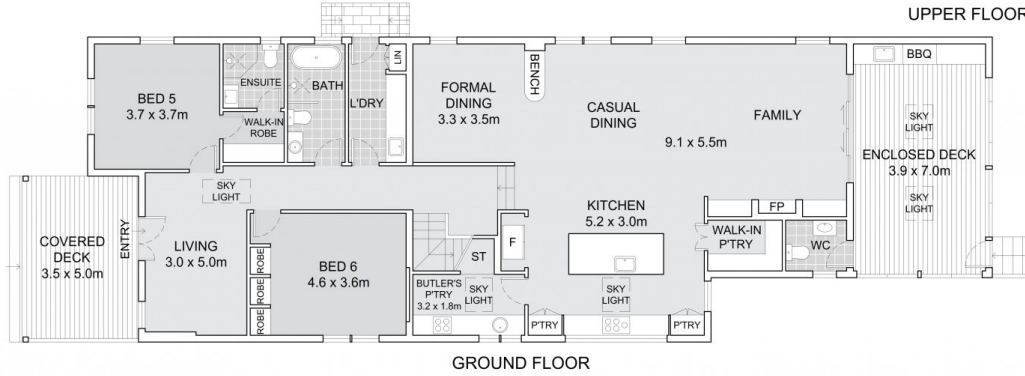 UPPER FLOOR
BBQ
LIN
ENSUITE
BATH
L'DRY
BENCH
FORMAL
DINING
3.3 x 3.5m
CASUAL
DINING
FAMILY
9.1 x 5.5m
BED 5
3.7 x 3.7m
WALK-IN
ROBE
SKY
LIGHT
ENCLOSED DECK
3.9 x 7.0m
SKY
LIGHT
SKY
LIGHT
KITCHEN
5.2 x 3.0m
FP
WALK-IN
P'TRY
WC
COVERED
DECK
3.5 x 5.0m
ENTRY
LIVING
3.0 x 5.0m
ROBE
ROBE
ROBE
BED 6
4.6 x 3.6m
F
ST
BUTLER'S
P'TRY
3.2 x 1.8m
SKY
LIGHT
SKY
LIGHT
P'TRY
P'TRY
GROUND FLOOR